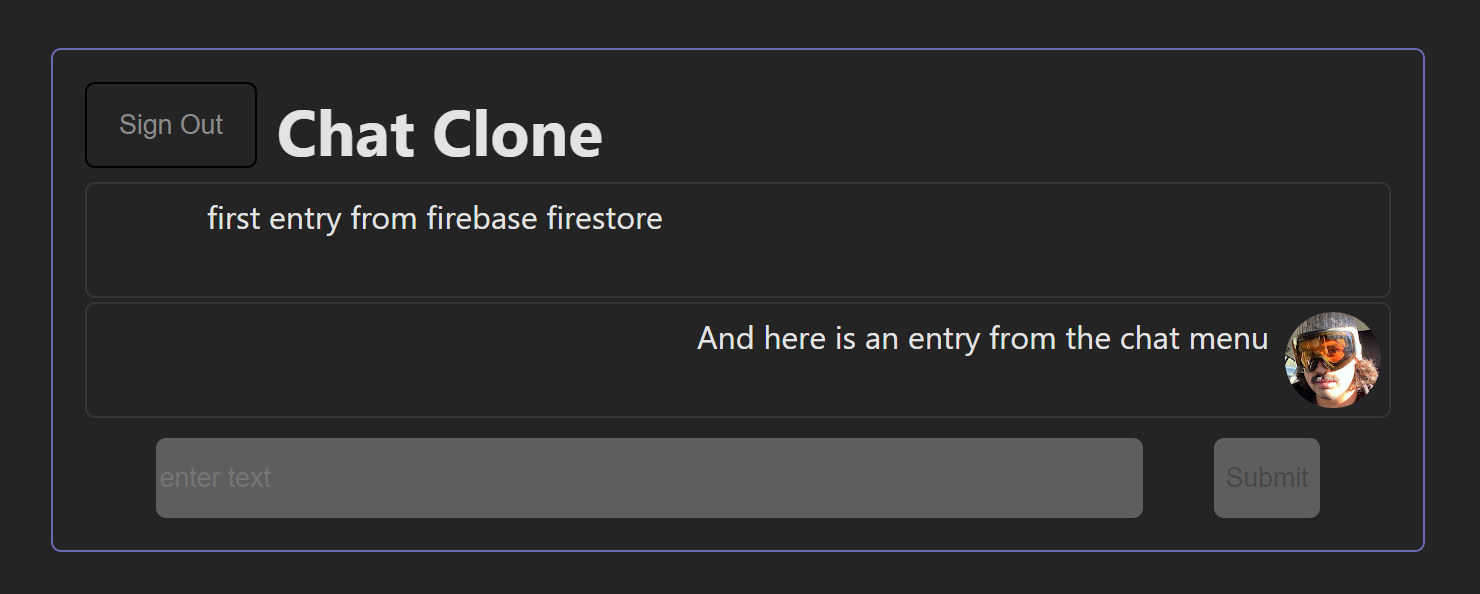 Sign Out
Chat Clone
first entry from firebase firestore
And here is an entry from the chat menu
enter text
Submit